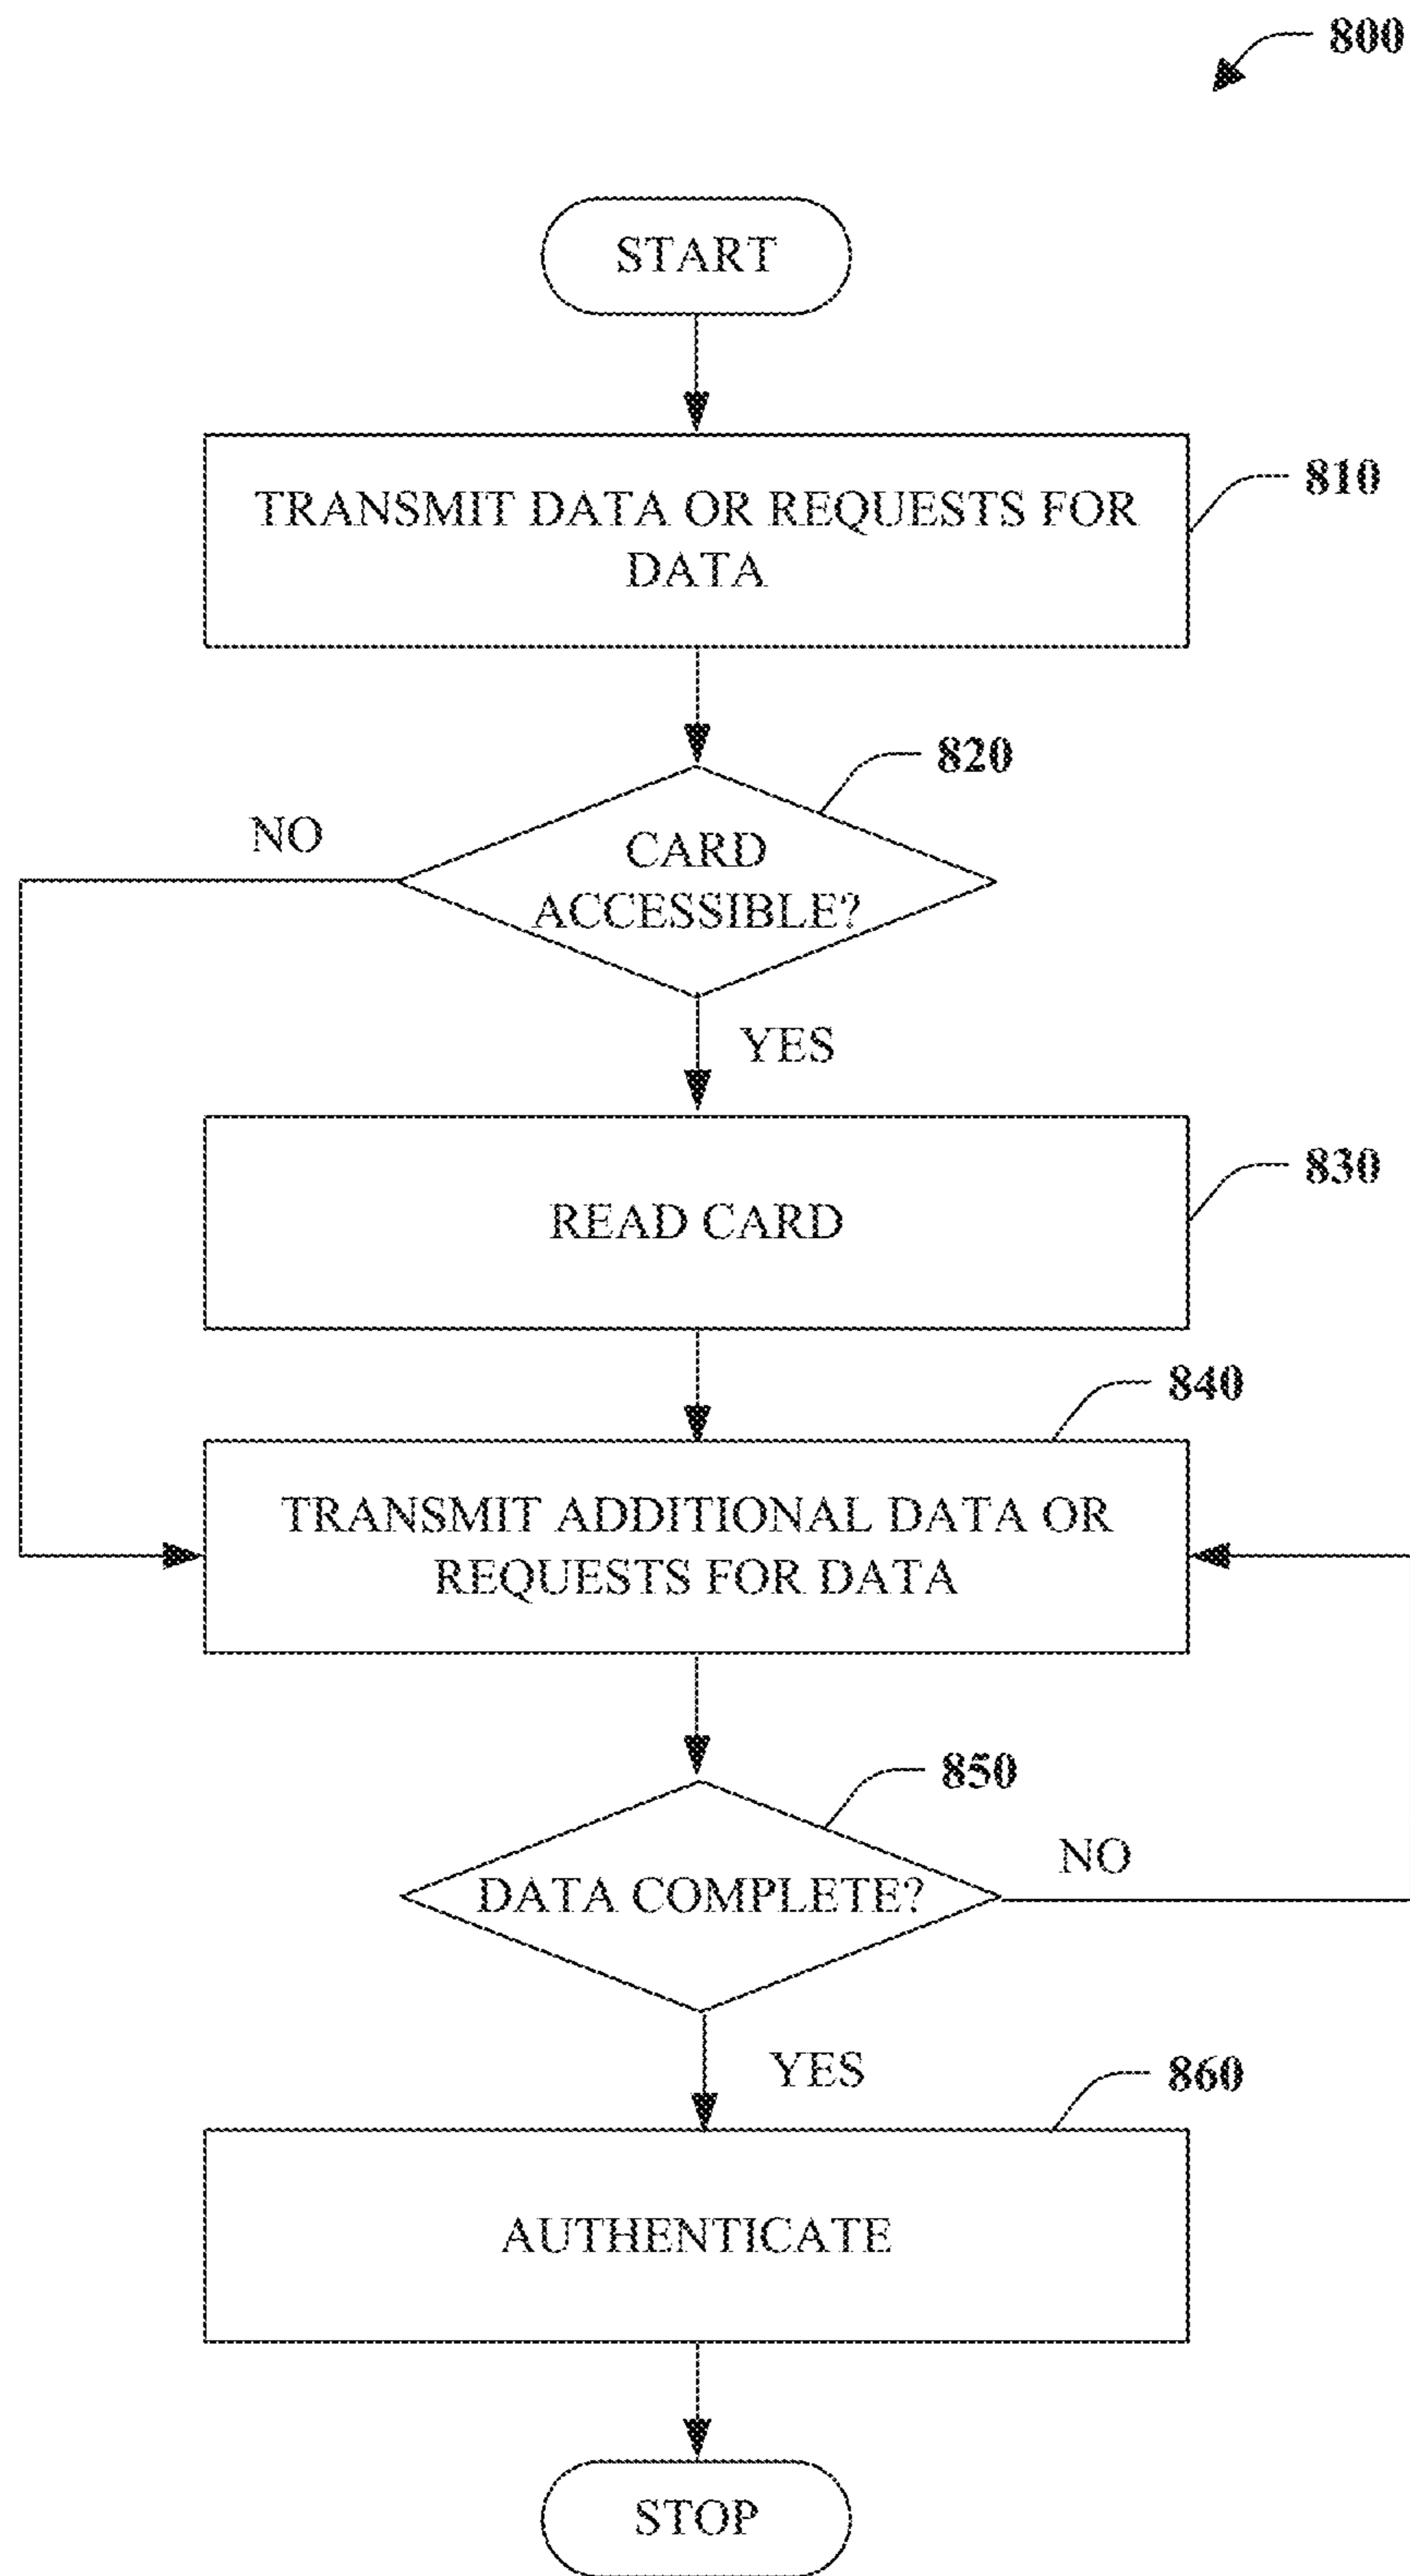 800
START
TRANSMIT DATA OR REQUESTS FOR
DATA
810
820
NO
CARD
ACCESSIBLE?
YES
READ CARD
830
840
TRANSMIT ADDITIONAL DATA OR
REQUESTS FOR DATA
850
DATA COMPLETE?
NO
YES
860
AUTHENTICATE
STOP